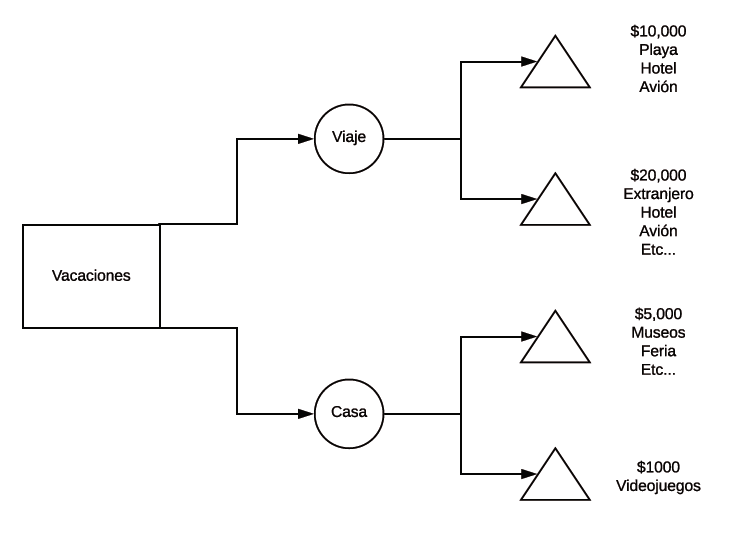 $10,000
Playa
Hotel
Avión
Viaje
$20,000
Extranjero
Hotel
Avión
Etc...
Vacaciones
$5,000
Museos
Feria
Etc...
Casa
$1000
Videojuegos